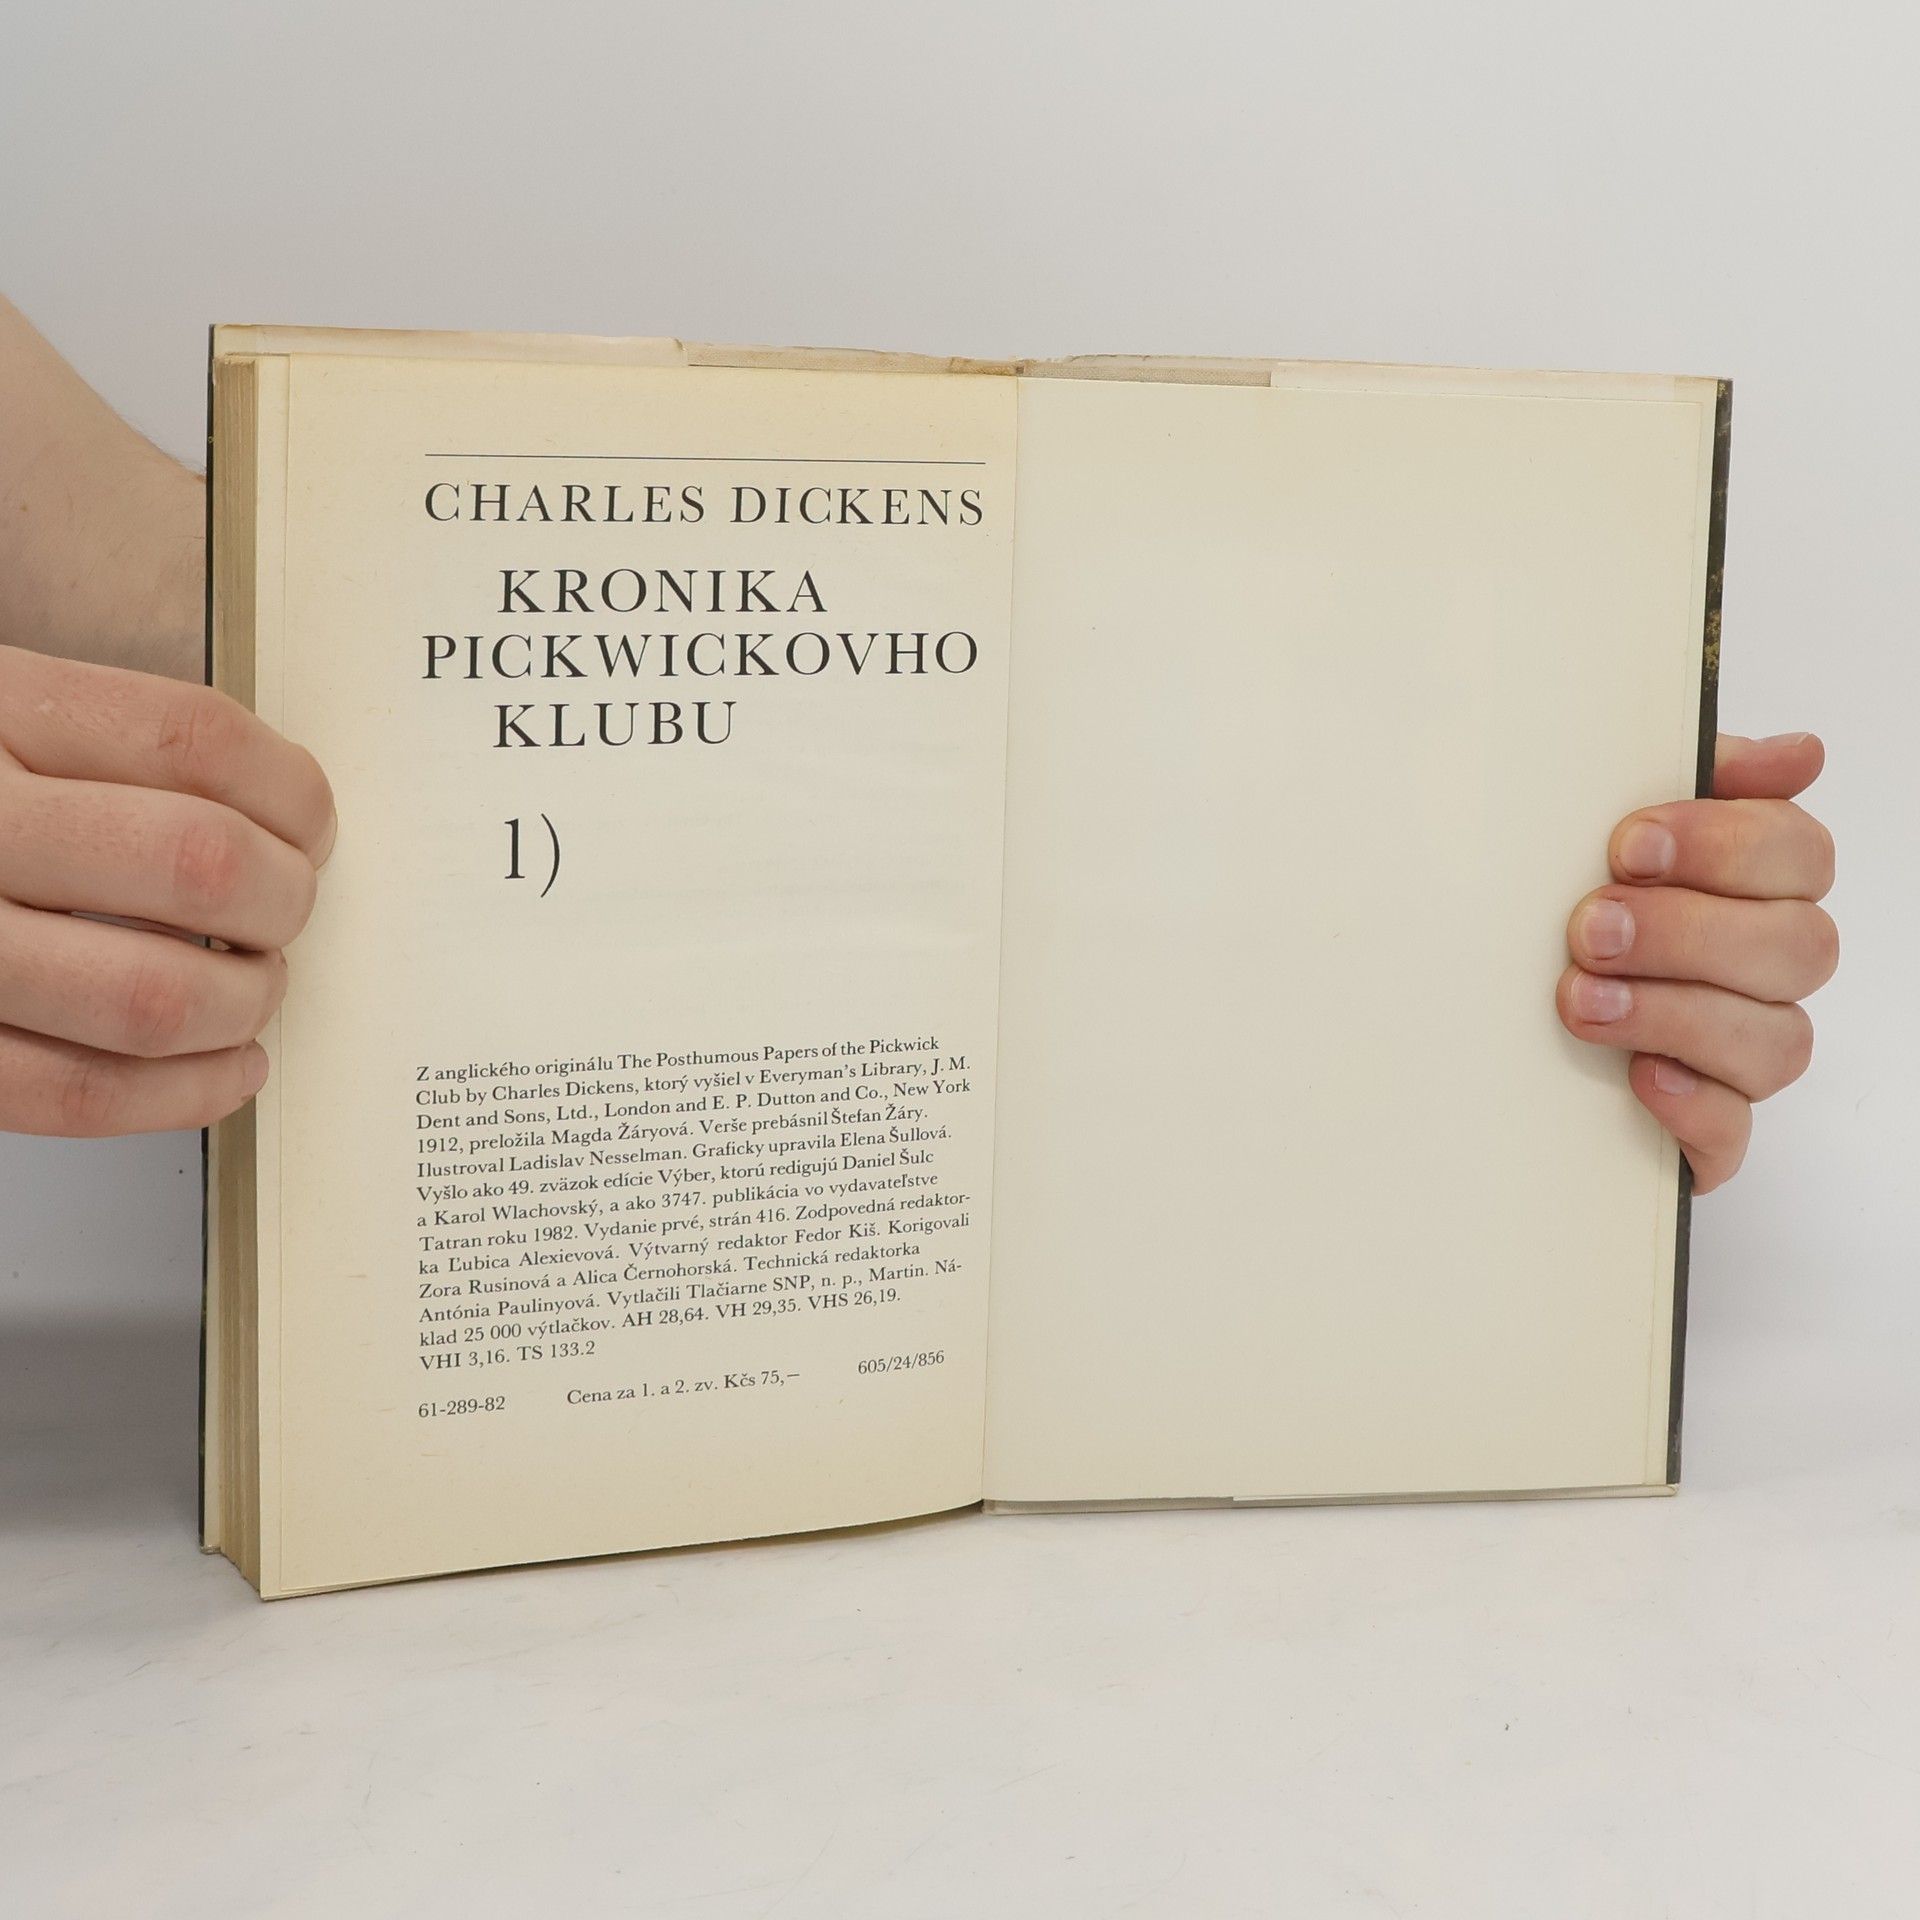 CHARLES DICKENS
KRONIKA
PICKWICKOVHO
KLUBU
1)
Z anglického originálu The Posthumous Papers of the Pickwick
Club by Charles Dickens, ktorý vyšiel v Everyman's Library, J. M.
Dent and Sons, Ltd., London and E. P. Dutton and Co., New York
1912, preložila Magda Žáryová. Verše prebásnil Štefan Žáry.
Ilustroval Ladislav Nesselman. Graficky upravila Elena Šullová.
Vyšlo ako 49. zväzok edície Výber, ktorú redigujú Daniel Šulc
a Karol Wlachovský, a ako 3747. publikácia vo vydavateľstve
Tatran roku 1982. Vydanie prvé, strán 416. Zodpovedná redaktor-
ka Ľubica Alexievová. Výtvarný redaktor Fedor Kiš. Korigovali
Zora Rusinová a Alica Černohorská. Technická redaktorka
Antónia Paulinyová. Vytlačili Tlačiarne SNP, n. p., Martin. Ná-
klad 25 000 výtlačkov. AH 28,64. VH 29,35. VHS 26,19.
VHI 3,16. TS 133.2
61-289-82 Cena za 1. a 2. zv. Kčs 75,— 605/24/856